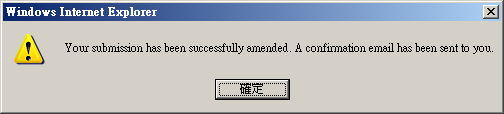 Windows Internet Explorer
Your submission has been successfully amended. A confirmation email has been sent to you.
確定